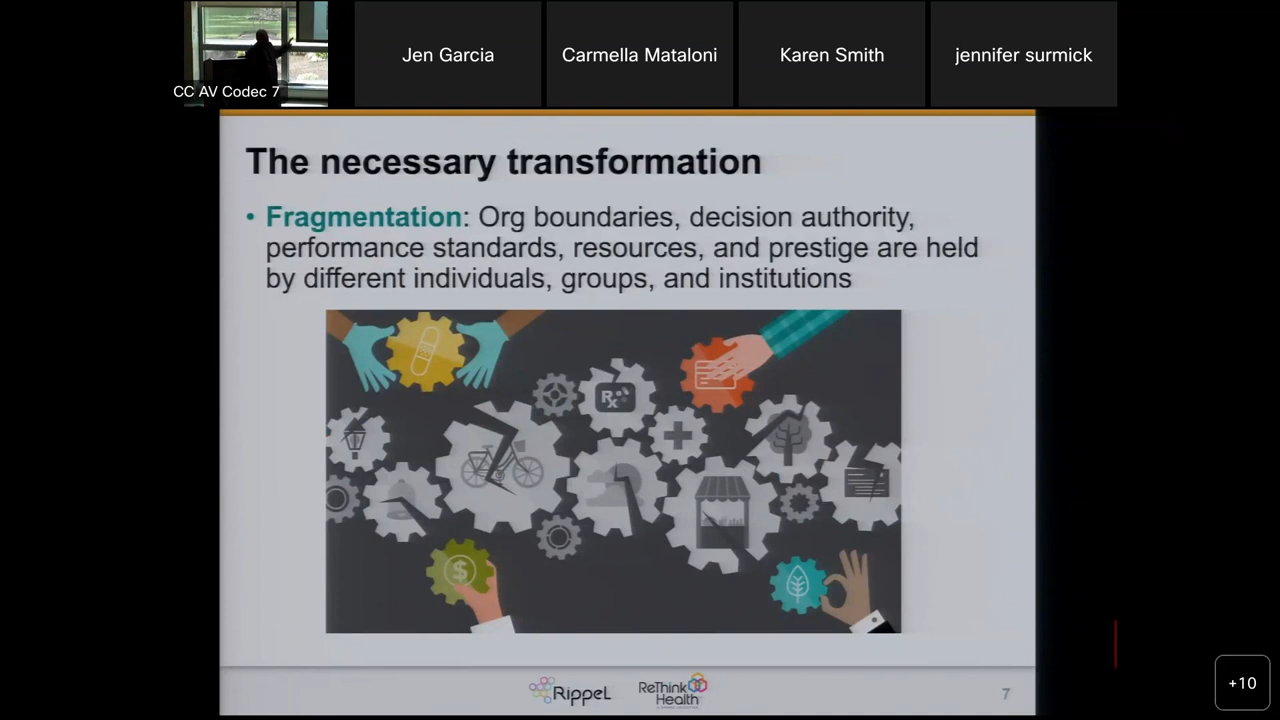 CC AV Codec 7
Jen Garcia
Carmella Mataloni
Karen Smith
jennifer surmick
The necessary transformation
• Fragmentation: Org boundaries, decision authority,
performance standards, resources, and prestige are held
by different individuals, groups, and institutions
Rx
$
Rippel
ReThink
Health
7
+10